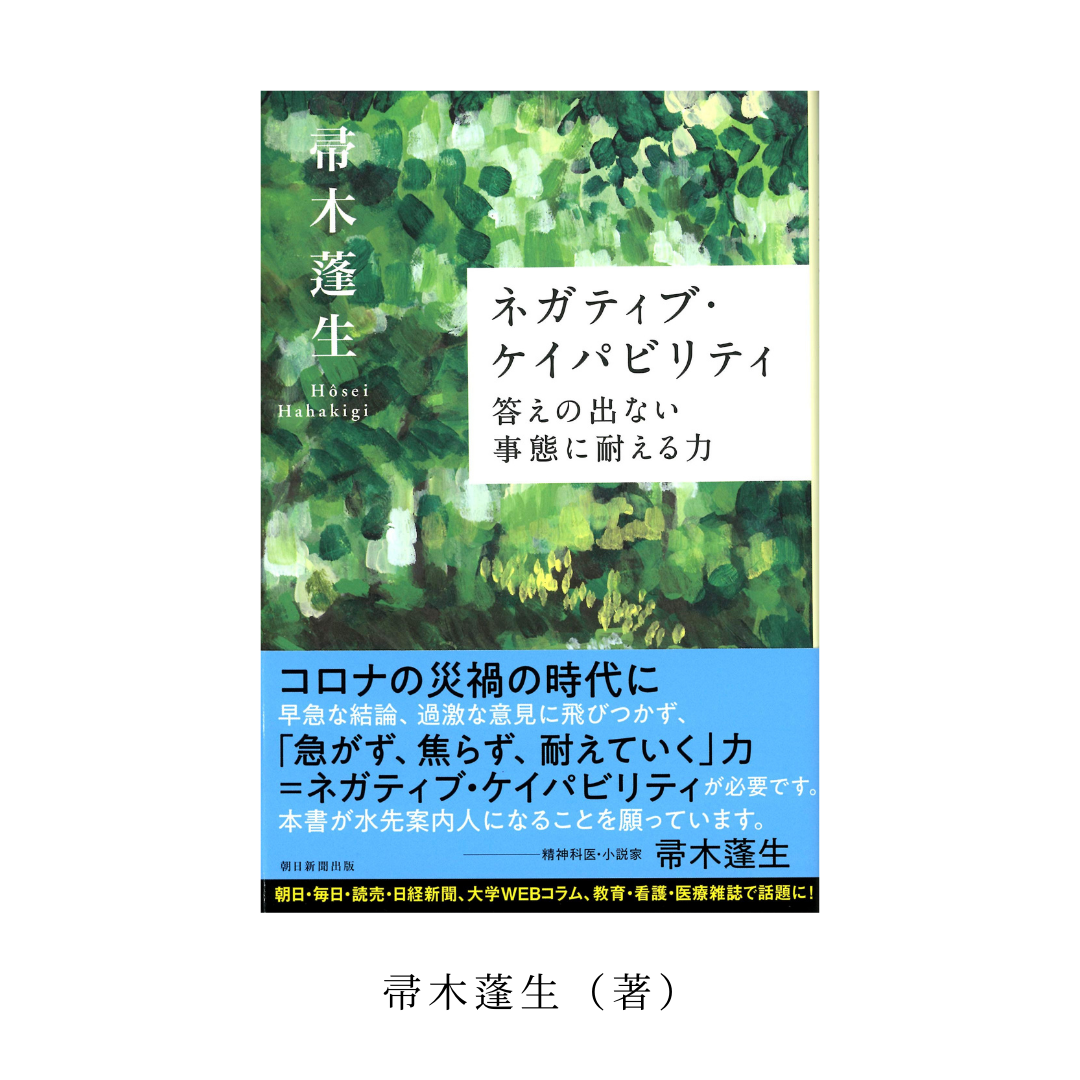 帚木蓬生
Hôsei
Hahakigi
ネガティブ・
ケイパビリティ
答えの出ない
事態に耐える力
コロナの災禍の時代に
早急な結論、過激な意見に飛びつかず、
「急がず、焦らず、耐えていく」力
＝ネガティブ・ケイパビリティが必要です。
本書が水先案内人になることを願っています。
――精神科医・小説家 帚木蓬生
朝日新聞出版
朝日・毎日・読売・日経新聞、大学WEBコラム、教育・看護・医療雑誌で話題に！
帚木蓬生（著）